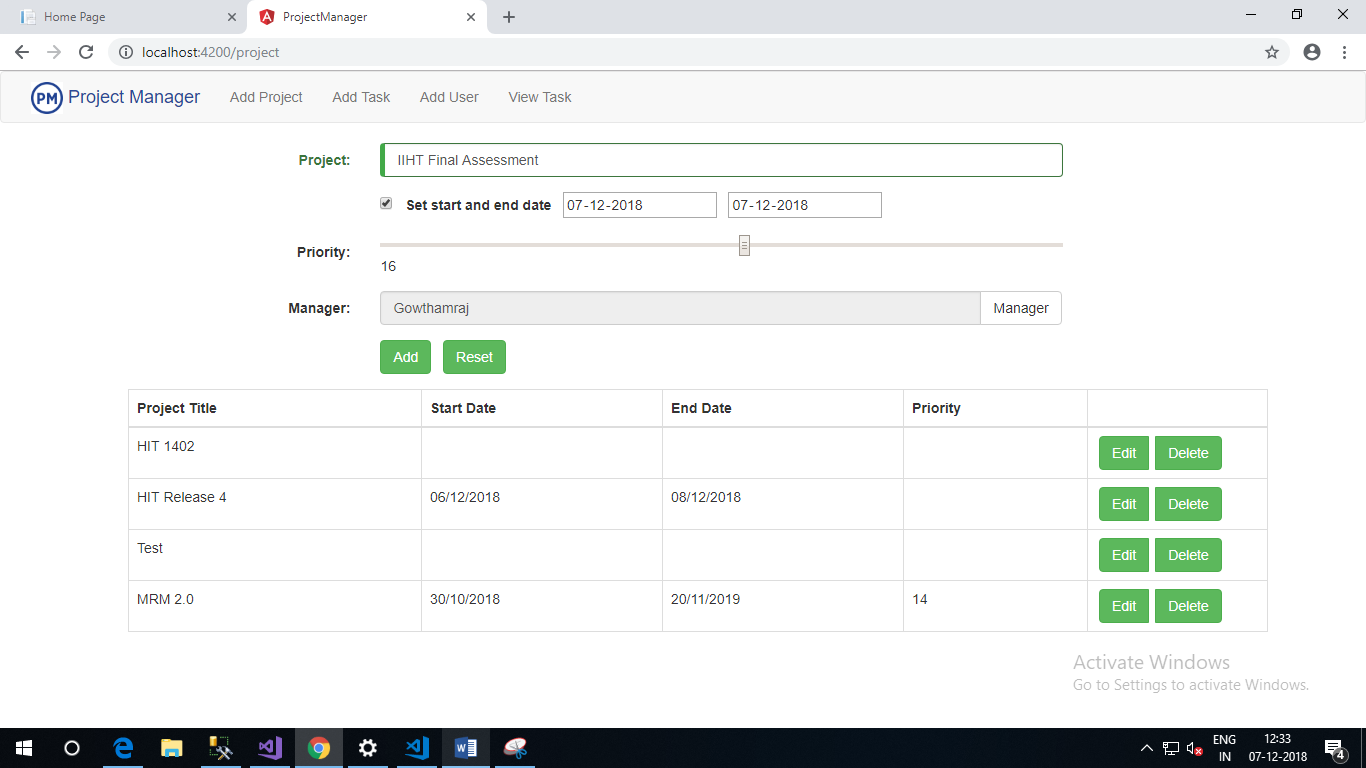 Home Page
ProjectManager
localhost:4200/project
PM Project Manager Add Project Add Task Add User View Task
Project: IIHT Final Assessment
Set start and end date 07-12-2018 07-12-2018
Priority:
16
Manager: Gowthamraj Manager
Add Reset
Project Title Start Date End Date Priority
HIT 1402 Edit Delete
HIT Release 4 06/12/2018 08/12/2018 Edit Delete
Test Edit Delete
MRM 2.0 30/10/2018 20/11/2019 14 Edit Delete
Activate Windows
Go to Settings to activate Windows.
ENG 12:33
IN 07-12-2018 4